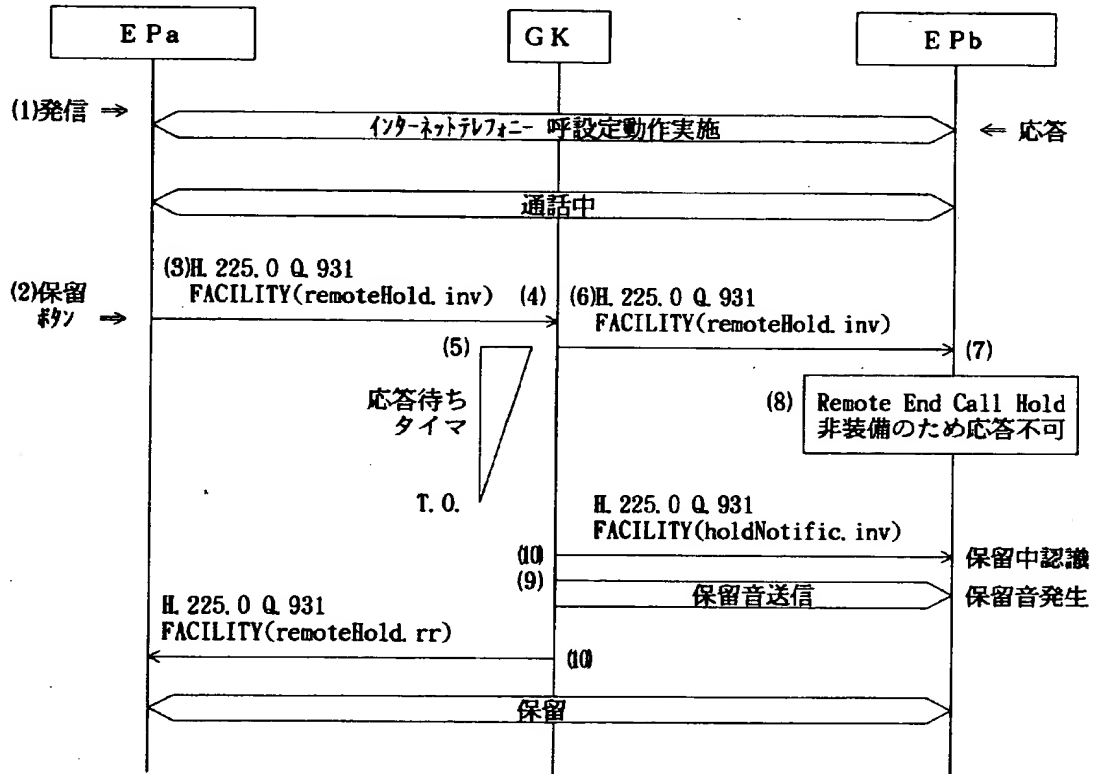 EPa
GK
EPb
(1)発信 ⇒
インターネットテレフォニー 呼設定動作実施
⇐ 応答
通話中
(3)H.225.0 Q.931
FACILITY(remoteHold.inv)
(2)保留
ボタン ⇒
(4)
(6)H.225.0 Q.931
FACILITY(remoteHold.inv)
(5)
(7)
応答待ち
タイマ
(8)
Remote End Call Hold
非装備のため応答不可
T.O.
H.225.0 Q.931
FACILITY(holdNotific.inv)
(10)
保留中認識
(9)
保留音送信
保留音発生
H.225.0 Q.931
FACILITY(remoteHold.rr)
(10)
保留